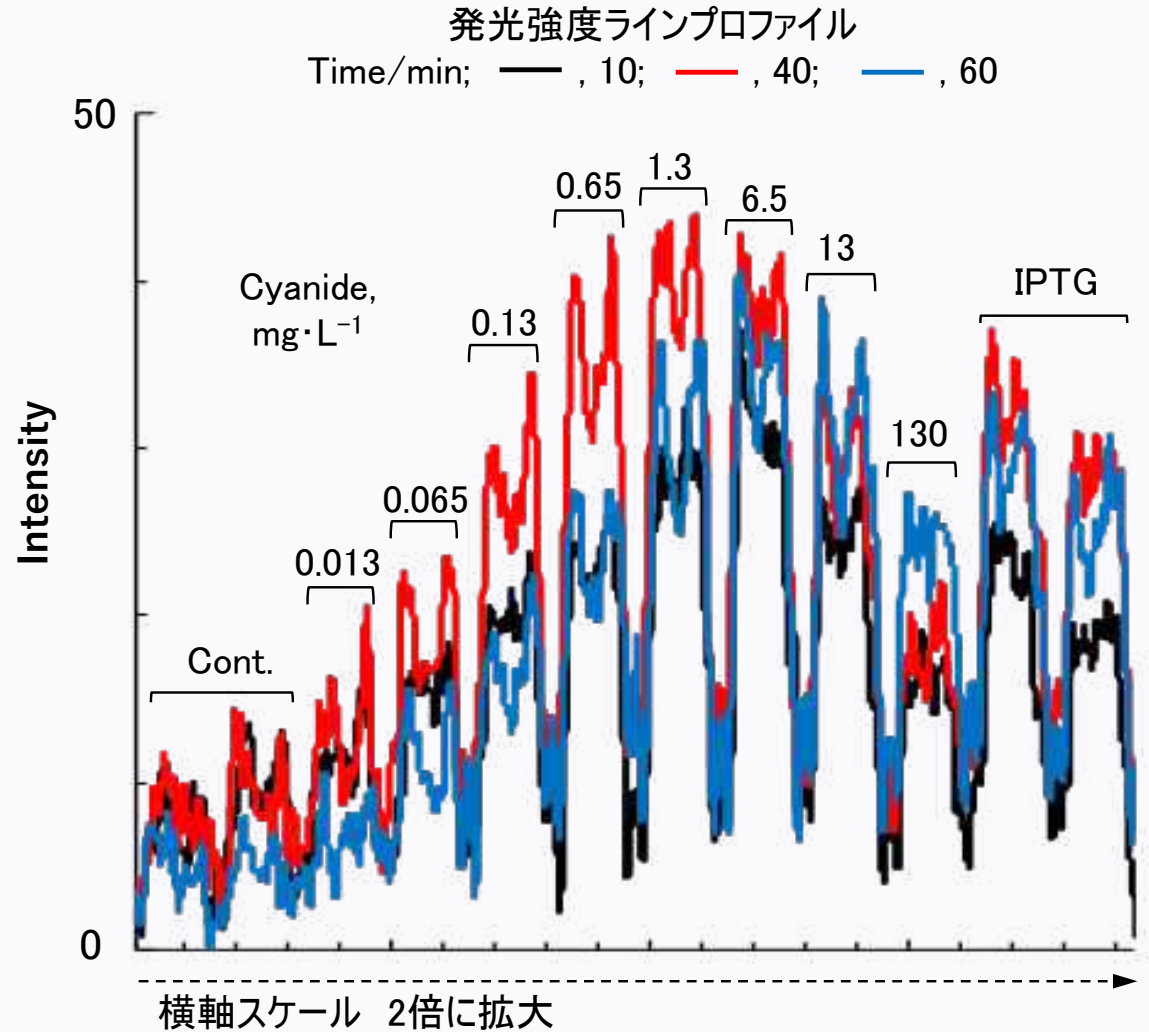 発光強度ラインプロファイル
Time/min; , 10; , 40; , 60
50
1.3
0.65
6.5
13
Cyanide,
mg·L⁻¹
IPTG
0.13
130
0.065
0.013
Cont.
Intensity
0
横軸スケール 2倍に拡大